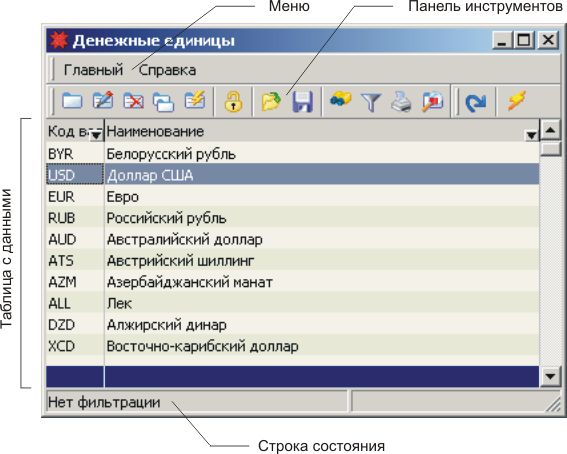 Меню
Панель инструментов
Денежные единицы
Главный Справка
Код в Наименование
BYR Белорусский рубль
USD Доллар США
EUR Евро
RUB Российский рубль
AUD Австралийский доллар
ATS Австрийский шиллинг
AZM Азербайджанский манат
ALL Лек
DZD Алжирский динар
XCD Восточно-карибский доллар
Таблица с данными
Нет фильтрации
Строка состояния